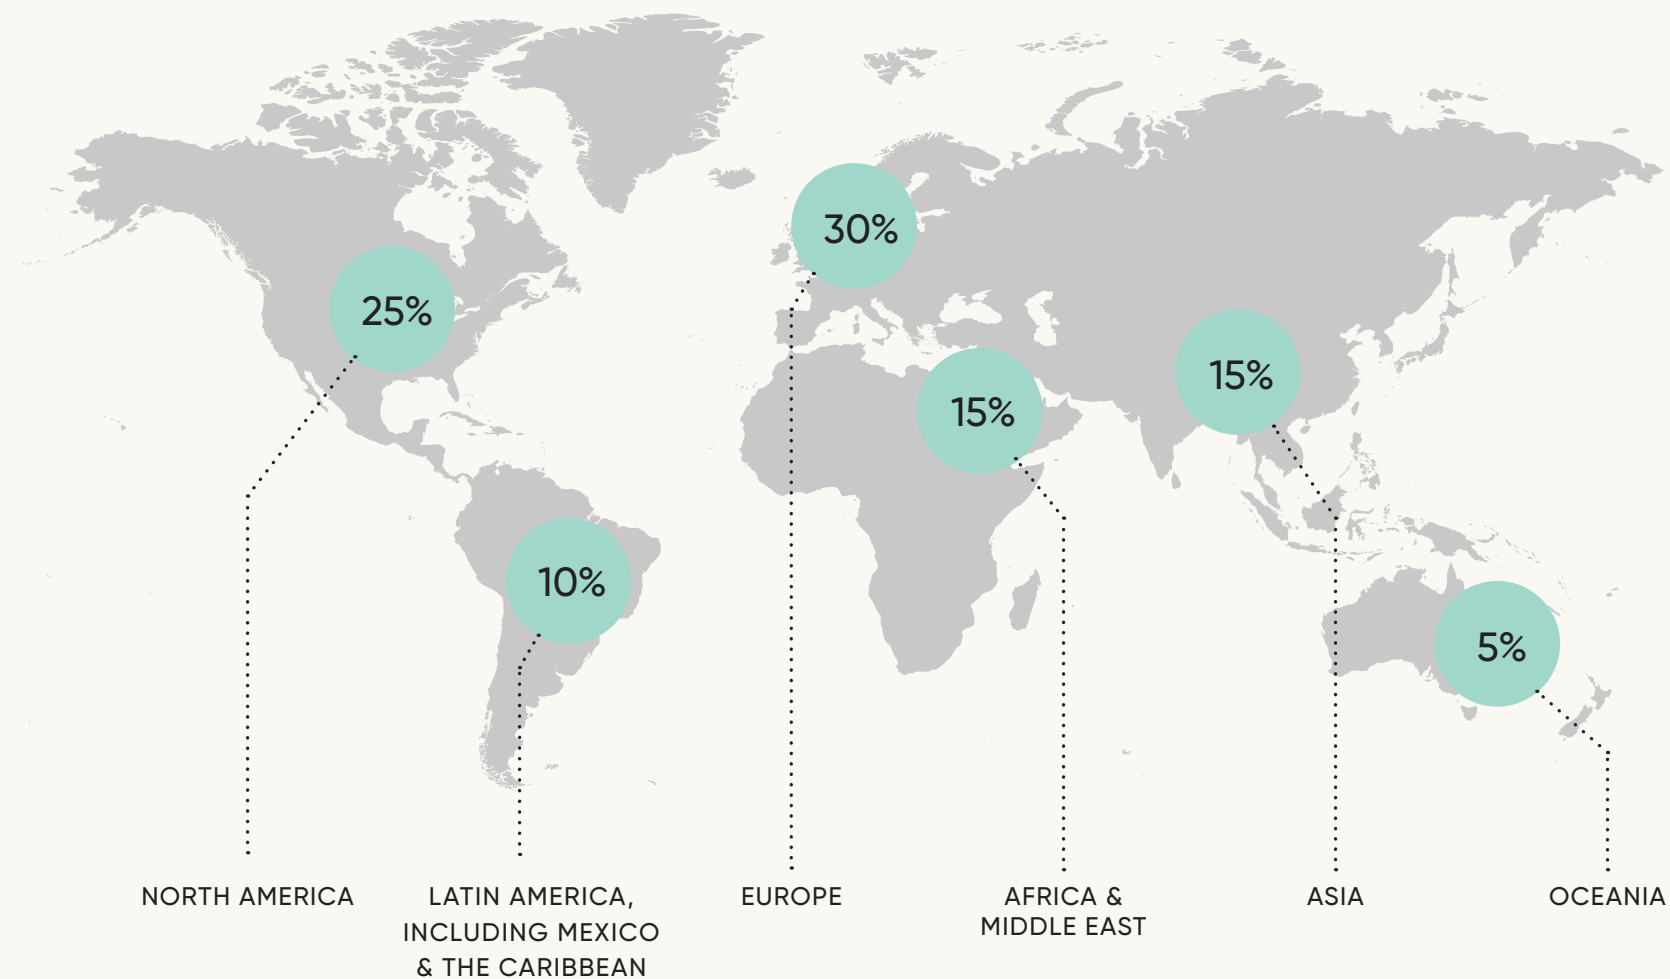 30%
25%
15%
15%
10%
5%
NORTH AMERICA
LATIN AMERICA,
INCLUDING MEXICO
& THE CARIBBEAN
EUROPE
AFRICA &
MIDDLE EAST
ASIA
OCEANIA